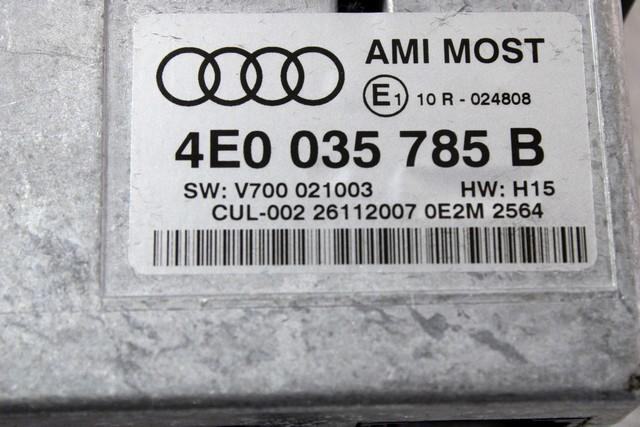 AMI MOST
E1 10 R - 024808
4E0 035 785 B
SW: V700 021003 HW: H15
CUL-002 26112007 0E2M 2564